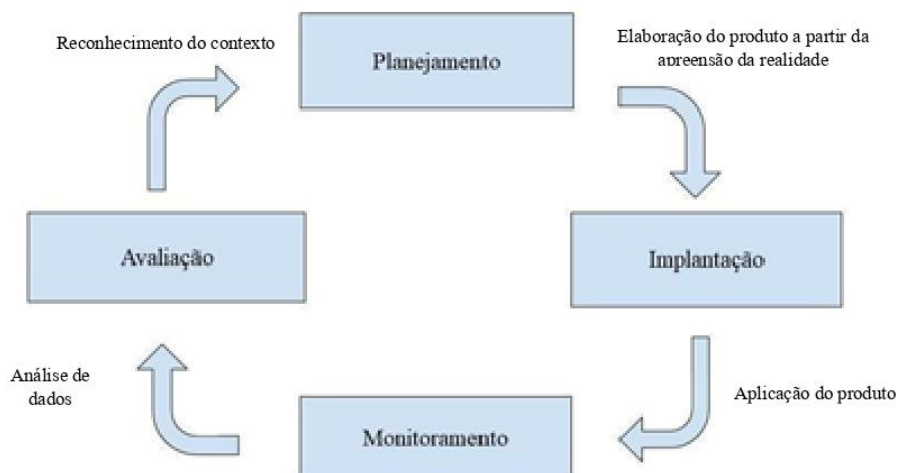 Reconhecimento do contexto
Planejamento
Elaboração do produto a partir da
apreensão da realidade
Avaliação
Implantação
Análise de
dados
Aplicação do produto
Monitoramento